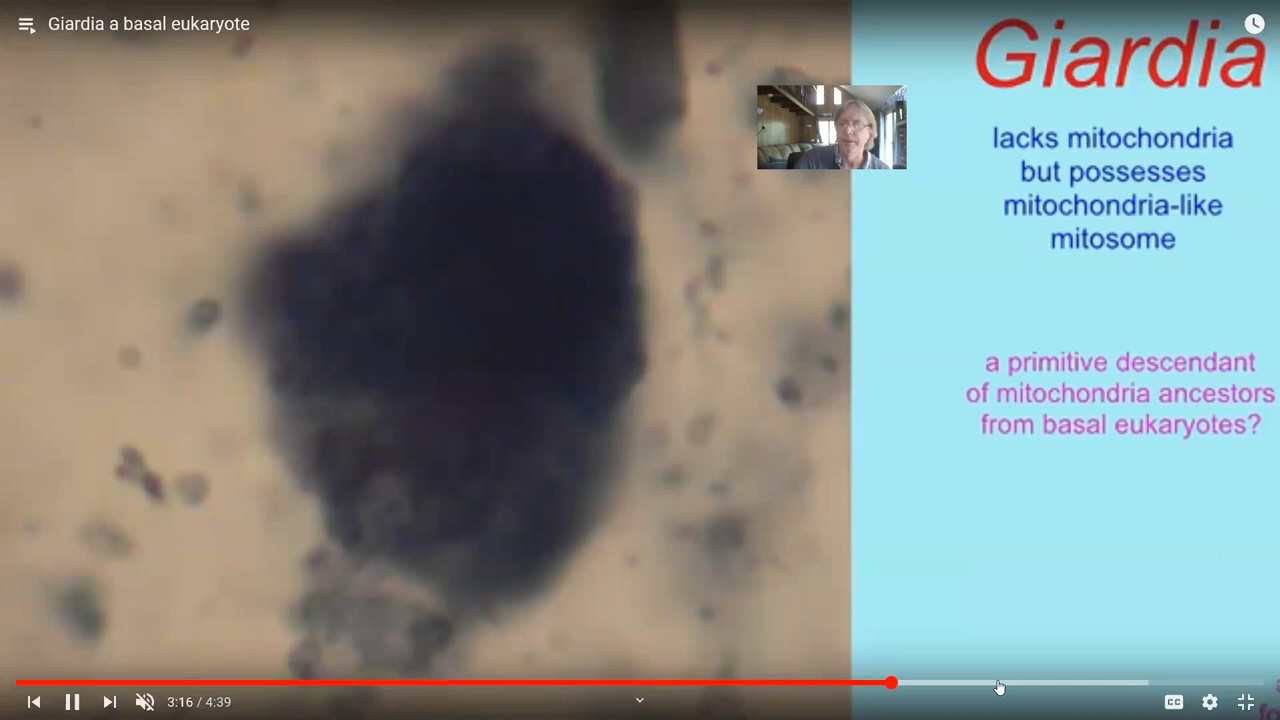 Giardia a basal eukaryote
Giardia
lacks mitochondria
but possesses
mitochondria-like
mitosome
a primitive descendant
of mitochondria ancestors
from basal eukaryotes?
3:16 / 4:39
CC